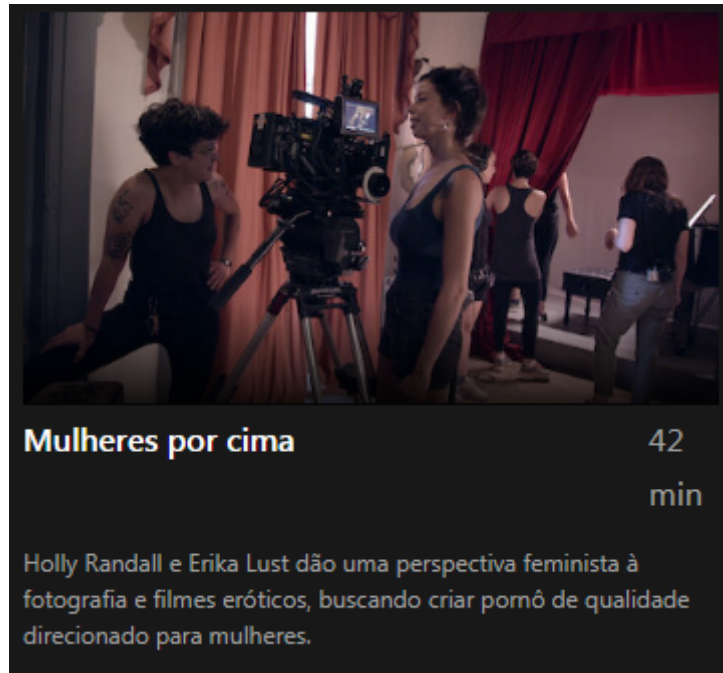 Mulheres por cima
42
min
Holly Randall e Erika Lust dão uma perspectiva feminista à
fotografia e filmes eróticos, buscando criar pornô de qualidade
direcionado para mulheres.